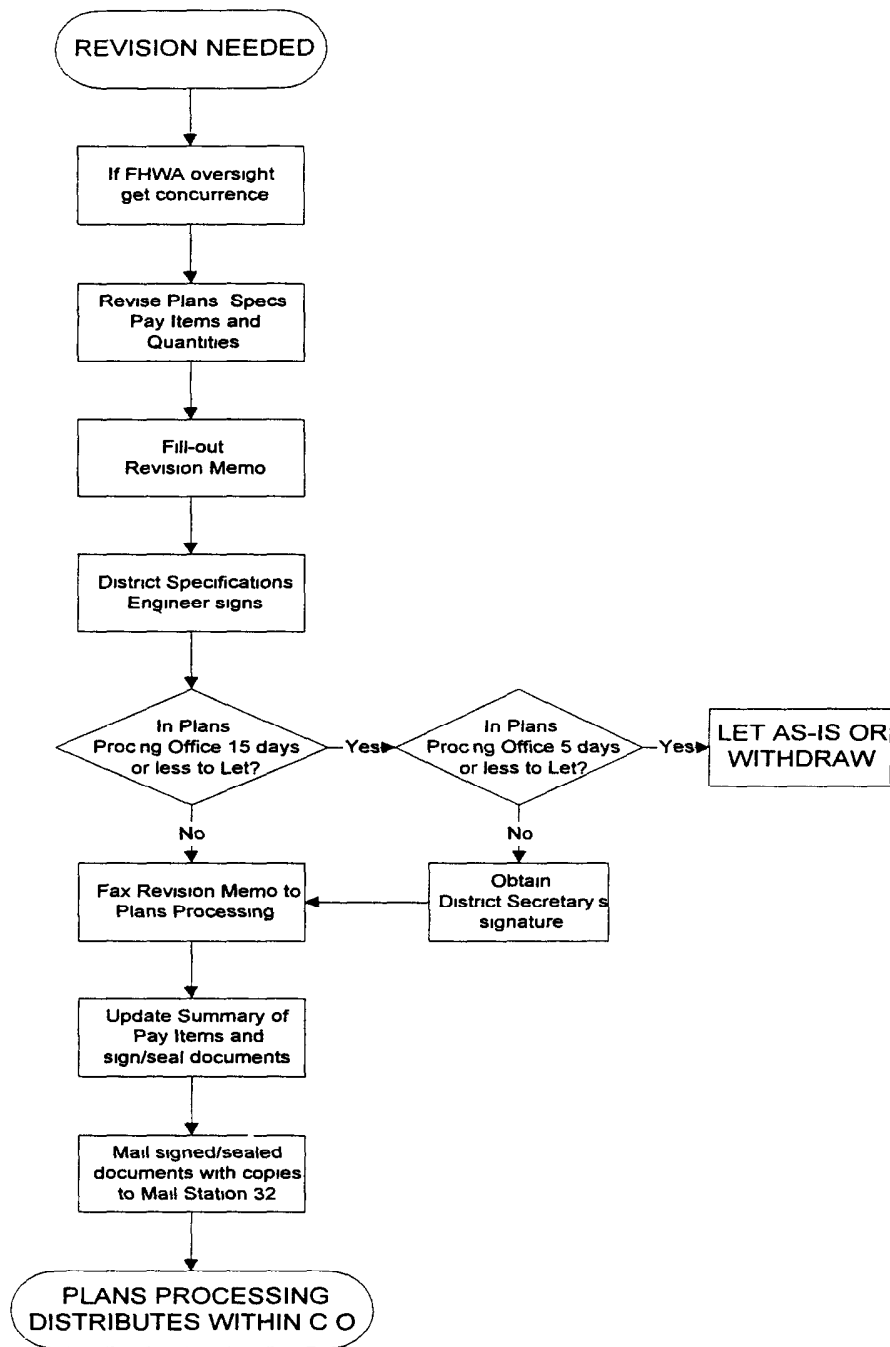 REVISION NEEDED
If FHWA oversight
get concurrence
Revise Plans Specs
Pay Items and
Quantities
Fill-out
Revision Memo
District Specifications
Engineer signs
In Plans
Proc ng Office 15 days
or less to Let?
Yes
In Plans
Proc ng Office 5 days
or less to Let?
Yes
LET AS-IS OR
WITHDRAW
No
No
Fax Revision Memo to
Plans Processing
Obtain
District Secretary s
signature
Update Summary of
Pay Items and
sign/seal documents
Mail signed/sealed
documents with copies
to Mail Station 32
PLANS PROCESSING
DISTRIBUTES WITHIN C O